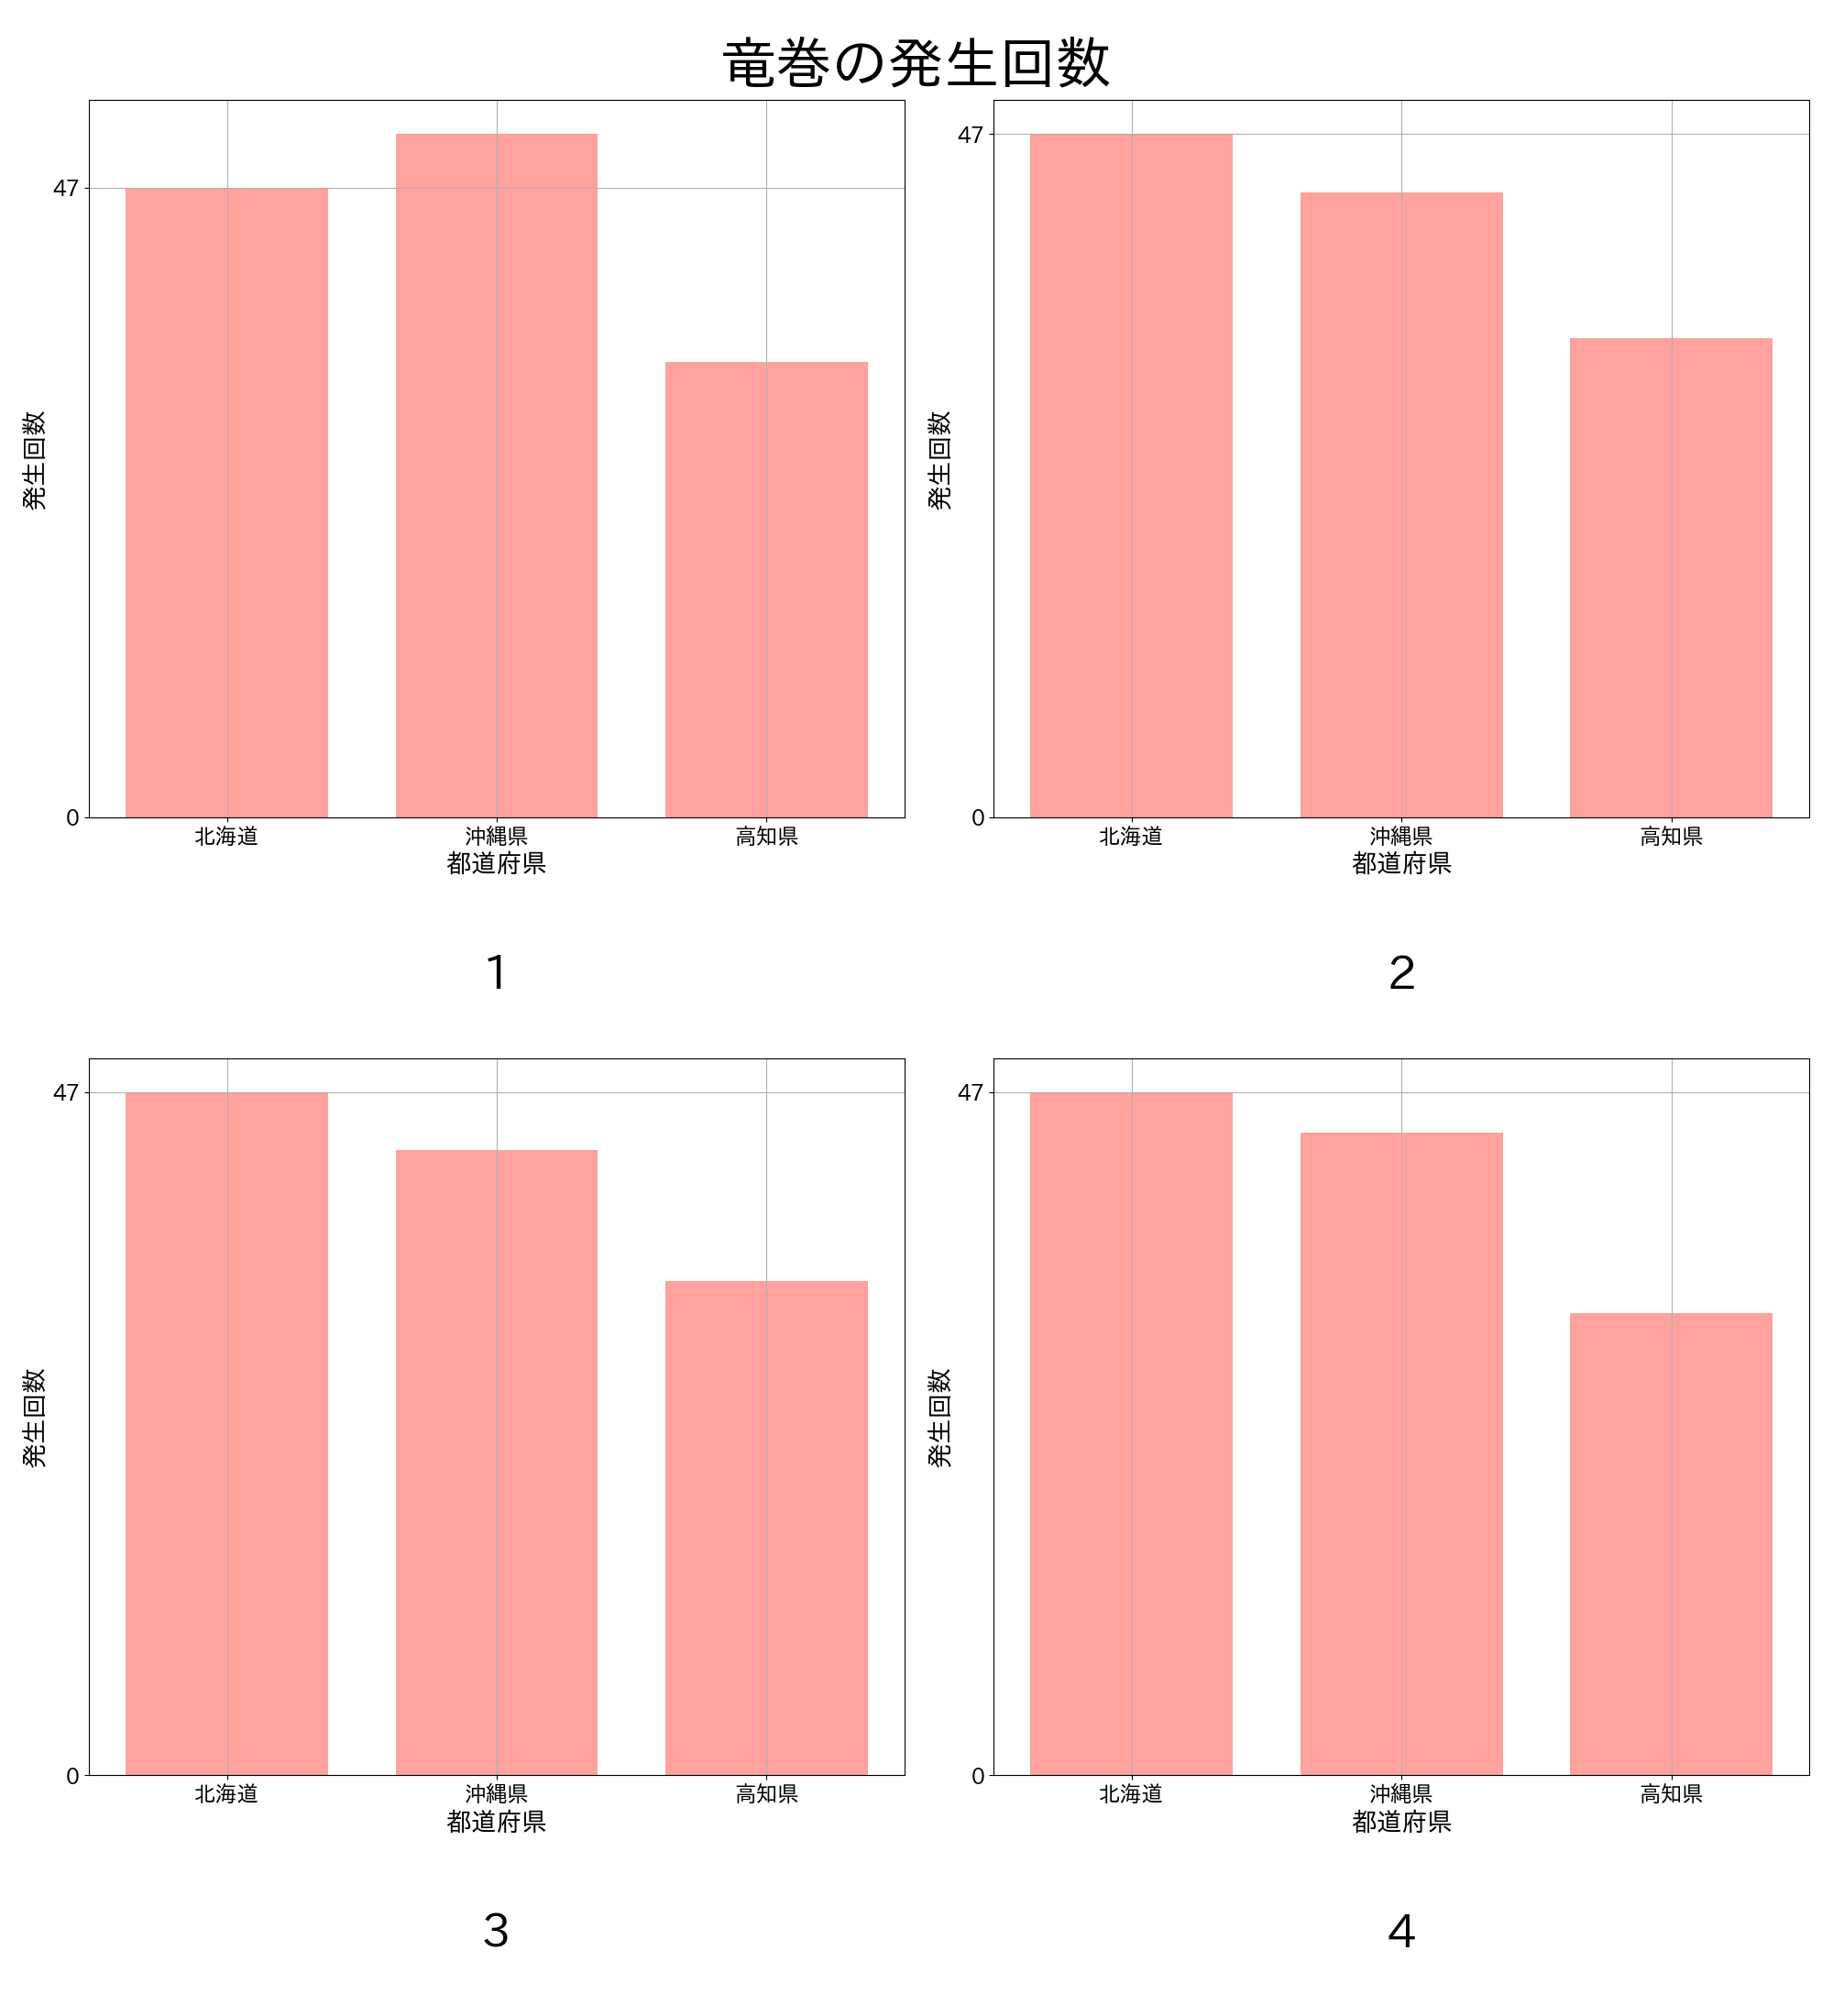 竜巻の発生回数
47
0
発生回数
北海道 沖縄県 高知県
都道府県
1
47
0
発生回数
北海道 沖縄県 高知県
都道府県
2
47
0
発生回数
北海道 沖縄県 高知県
都道府県
3
47
0
発生回数
北海道 沖縄県 高知県
都道府県
4